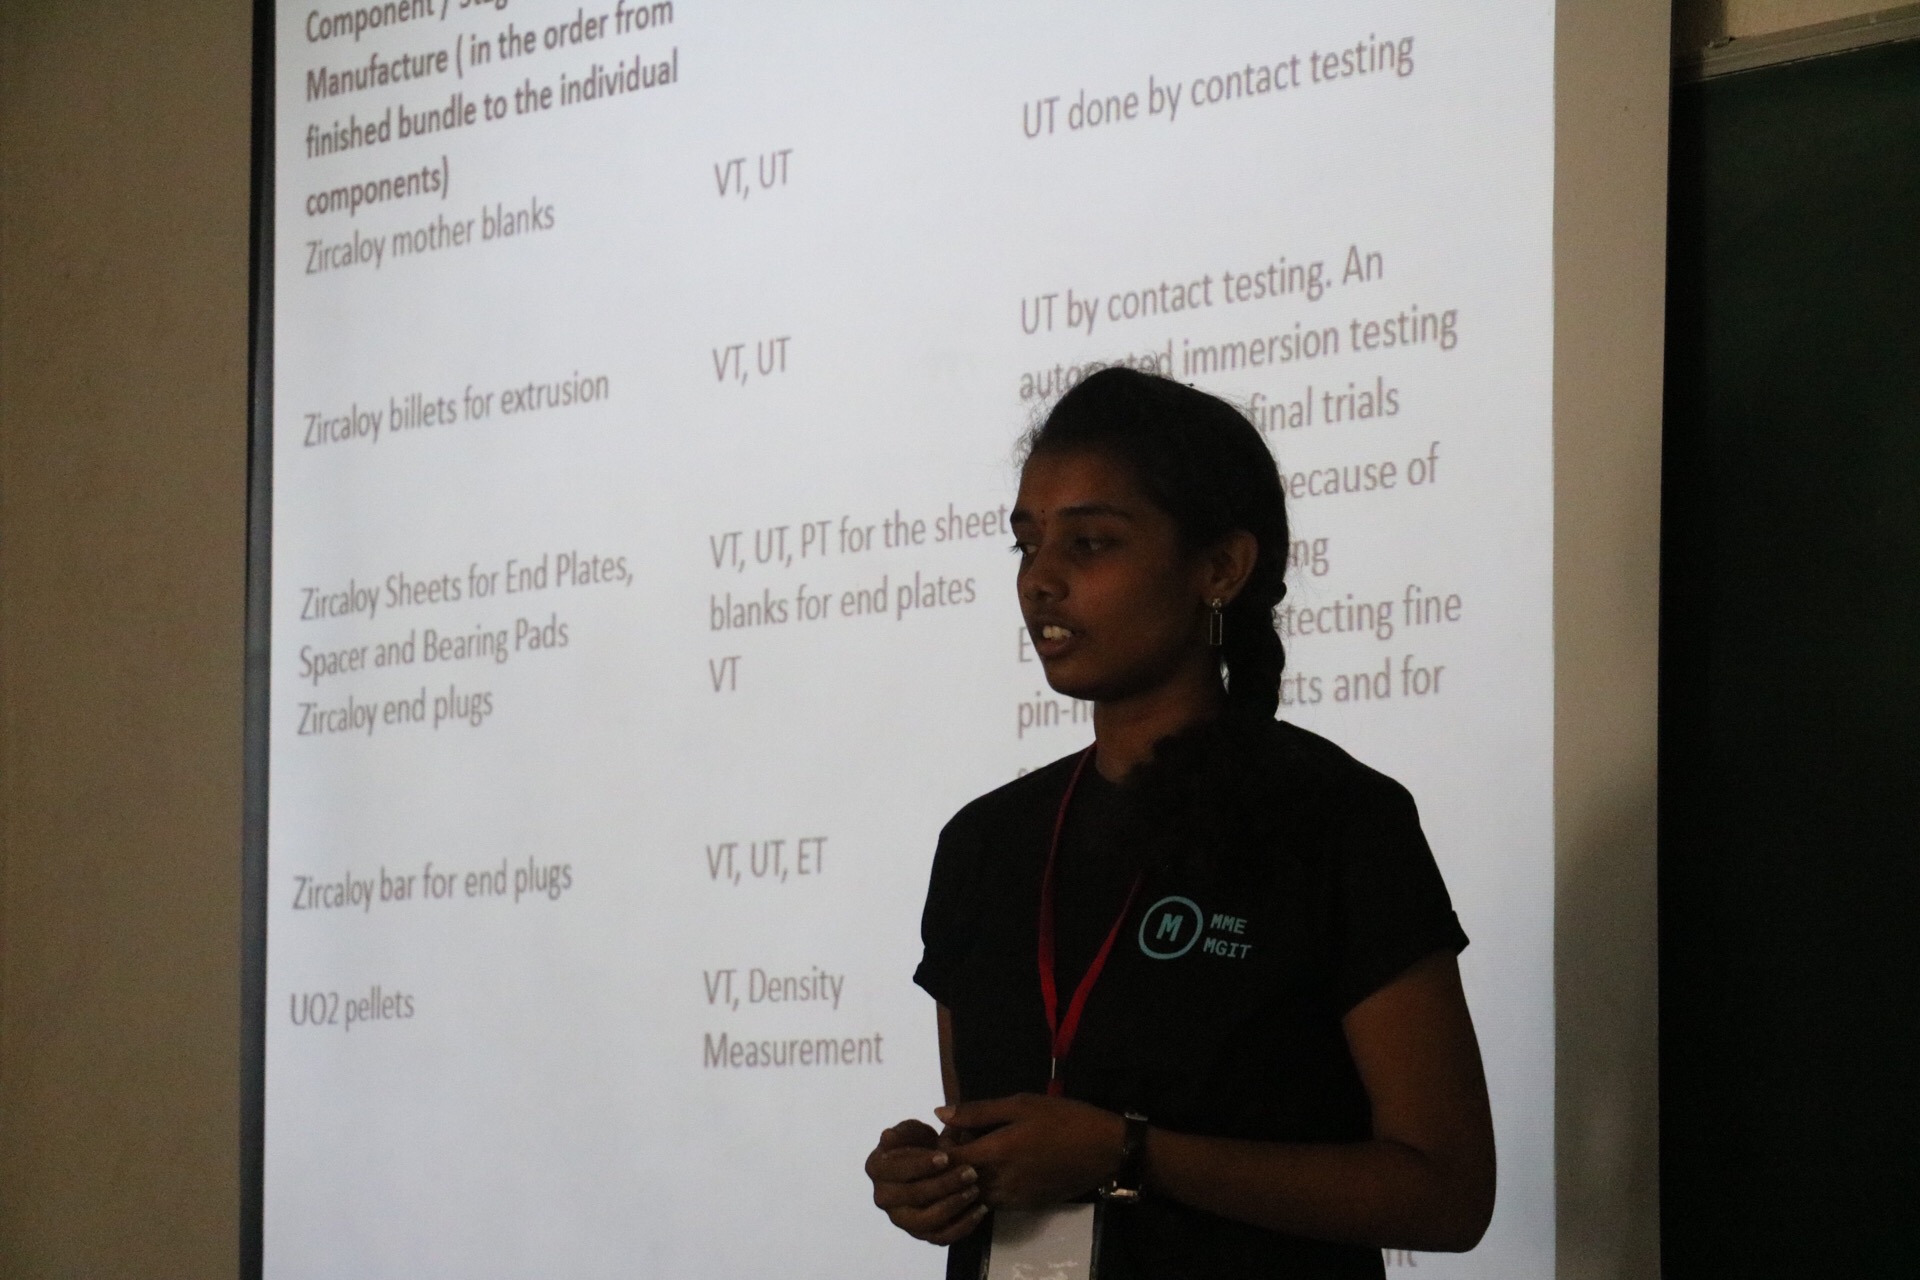 Component /
Manufacture ( in the order from
finished bundle to the individual
components)
Zircaloy mother blanks
VT, UT
UT done by contact testing
Zircaloy billets for extrusion
VT, UT
UT by contact testing. An
automated immersion testing
final trials
Zircaloy Sheets for End Plates,
Spacer and Bearing Pads
VT, UT, PT for the sheet
blanks for end plates
because of
Zircaloy end plugs
VT
fine
and for
Zircaloy bar for end plugs
VT, UT, ET
UO2 pellets
VT, Density
Measurement
M
MME
MGIT